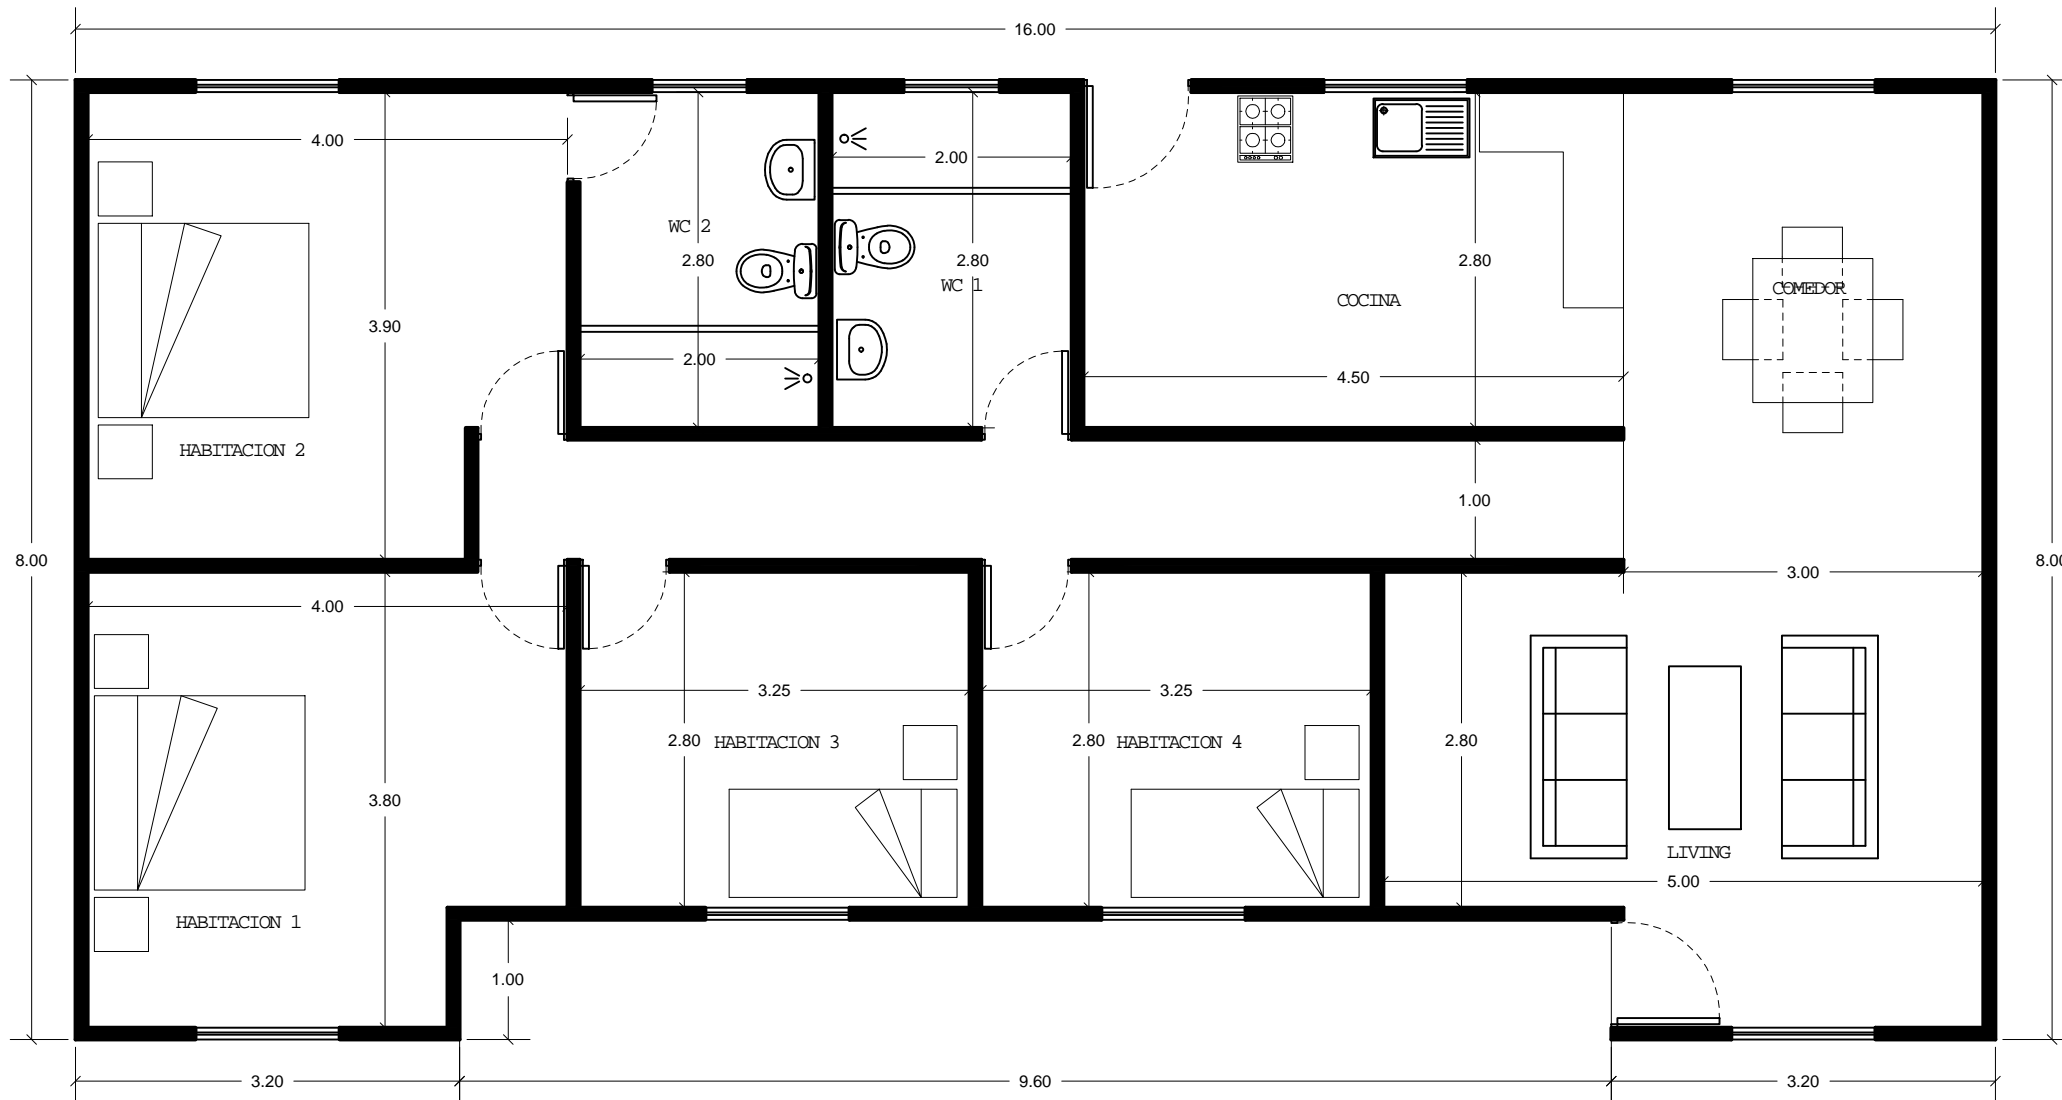 16.00
4.00
2.00
WC 2
2.80
2.80
2.80
WC 1
COMEDOR
COCINA
3.90
2.00
4.50
HABITACION 2
1.00
8.00
8.00
3.00
4.00
3.25
3.25
2.80
HABITACION 3
2.80
HABITACION 4
2.80
3.80
LIVING
5.00
HABITACION 1
1.00
3.20
9.60
3.20